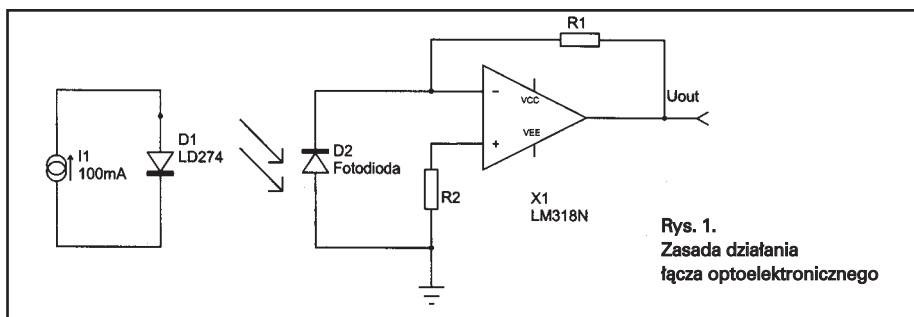 R1
Uout
VCC
−
VEE
+
D1
LD274
I1
100mA
D2
Fotodioda
R2
X1
LM318N
Rys. 1.
Zasada działania
łącza optoelektronicznego